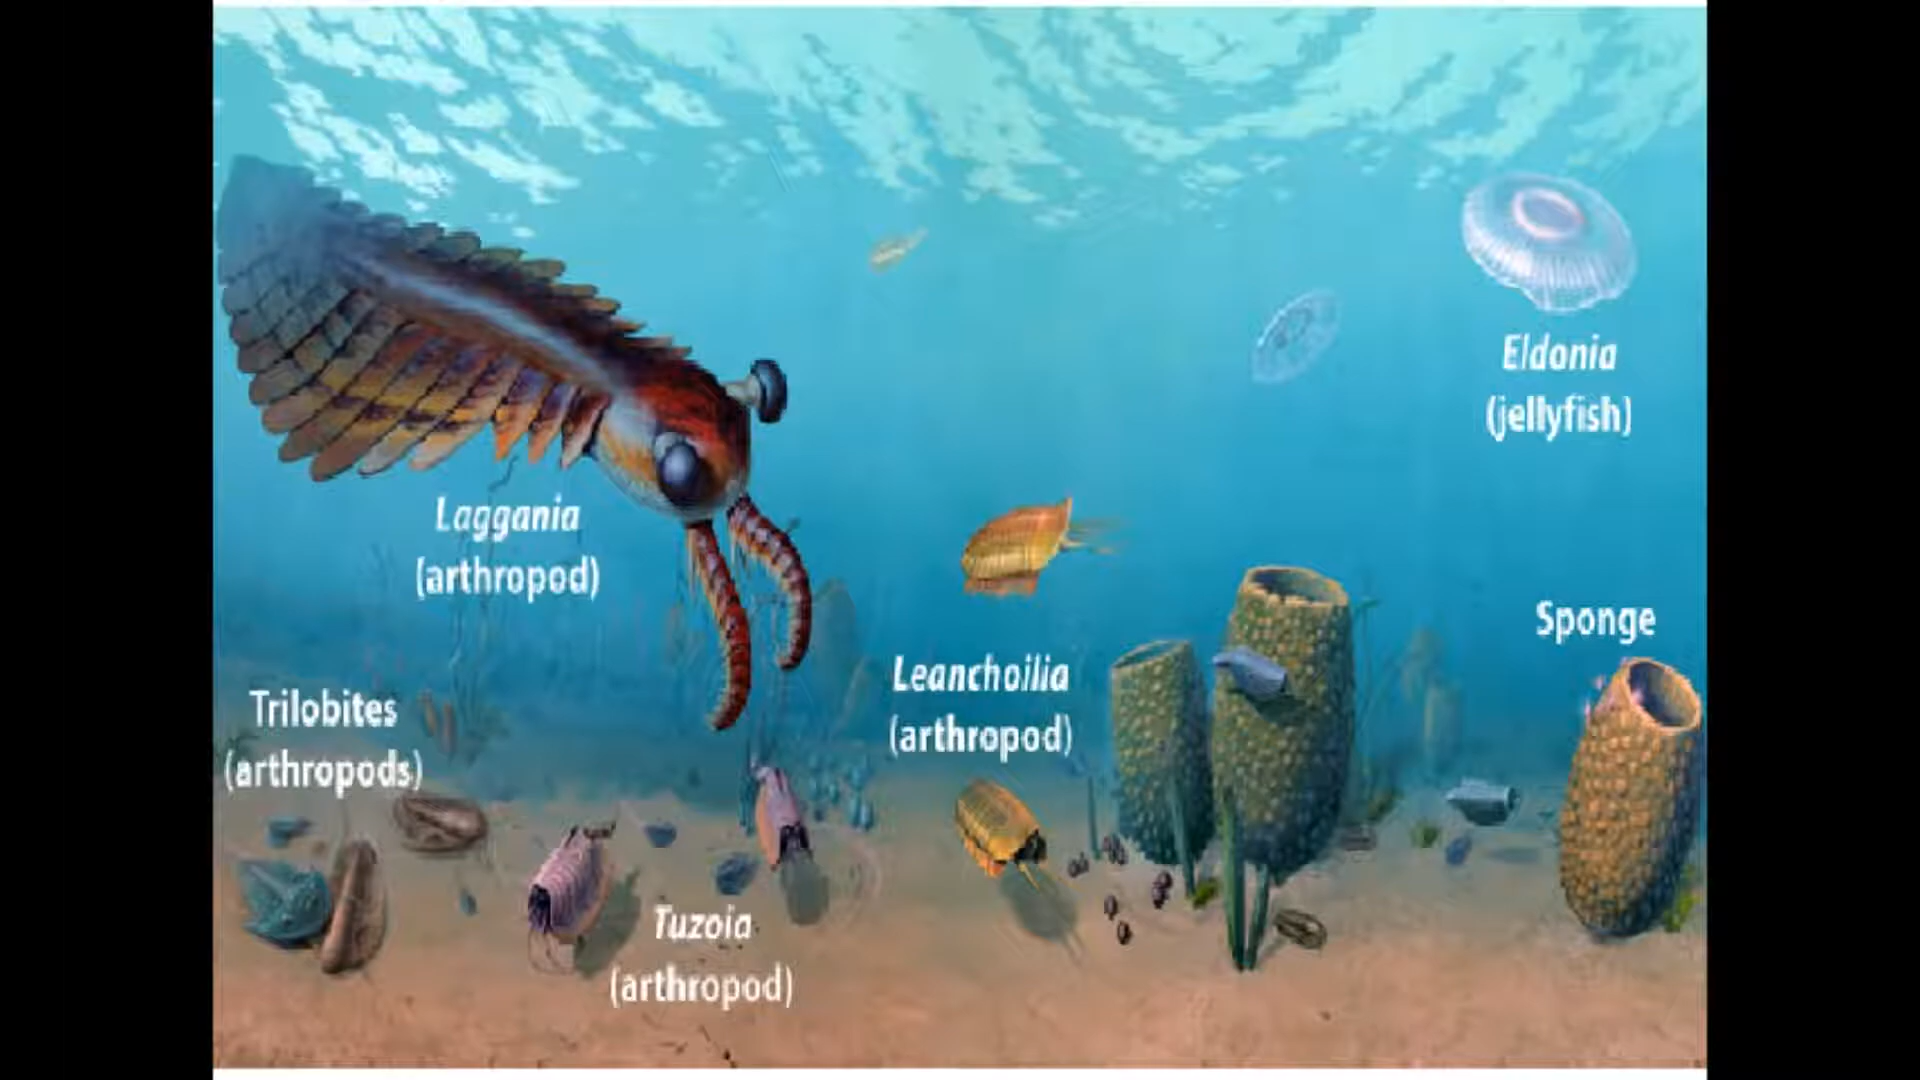 Eldonia
(jellyfish)
Laggania
(arthropod)
Sponge
Leanchoilia
(arthropod)
Trilobites
(arthropods)
Tuzoia
(arthropod)